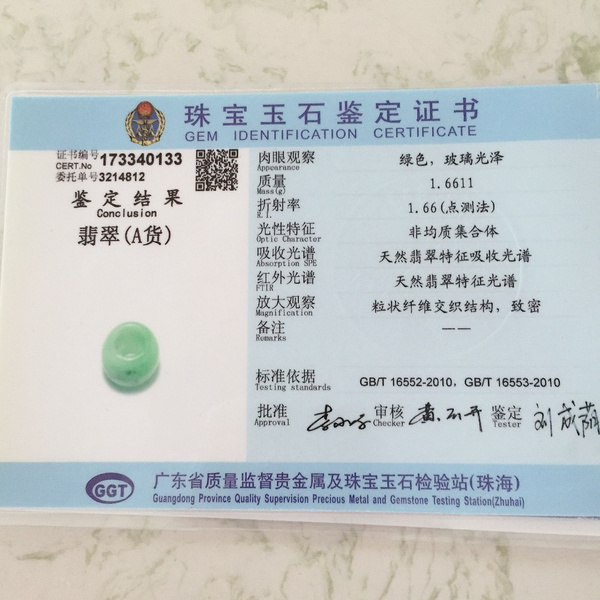 珠宝玉石鉴定证书
GEM IDENTIFICATION CERTIFICATE
证书编号 173340133
CERT.No
委托单号 3214812
鉴定结果
Conclusion
翡翠(A货)
肉眼观察 绿色，玻璃光泽
Appearance
质量 1.6611
Mass(g)
折射率 1.66(点测法)
R.I.
光性特征 非均质集合体
Optic Character
吸收光谱 天然翡翠特征吸收光谱
Absorption SPE
红外光谱 天然翡翠特征光谱
FTIR
放大观察 粒状纤维交织结构，致密
Magnification
备注 ——
Remarks
标准依据 GB/T 16552-2010，GB/T 16553-2010
Testing standards
批准 审核 鉴定 刘成荫
Approval Checker Tester
GGT
广东省质量监督贵金属及珠宝玉石检验站(珠海)
Guangdong Province Quality Supervision Precious Metal and Gemstone Testing Station(Zhuhai)